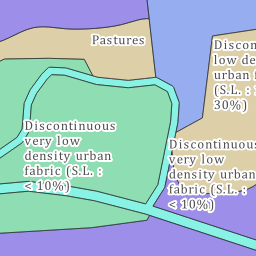 Pastures
Discon
low de
urban f
(S.L. :
30%)
Discontinuous
very low
density urban
fabric (S.L. :
< 10%)
Discontinuous
very low
density urban
fabric (S.L. :
< 10%)